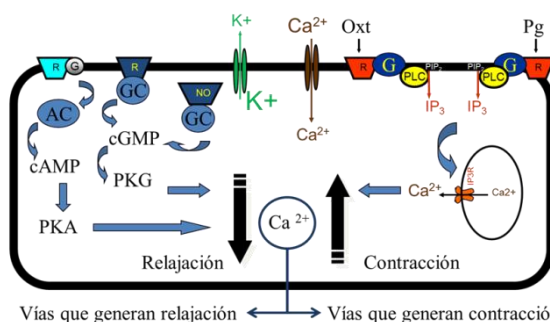 K+
Ca²⁺
Oxt
Pg
R
G
R
GC
NO
GC
K+
Ca²⁺
R
G
PLC
PIP₂
IP₃
PIP₂
IP₃
PLC
G
R
AC
cAMP
PKA
cGMP
PKG
Ca²⁺
IP3R
Ca2+
Ca ²⁺
Relajación
Contracción
Vías que generan relajación
Vías que generan contracció